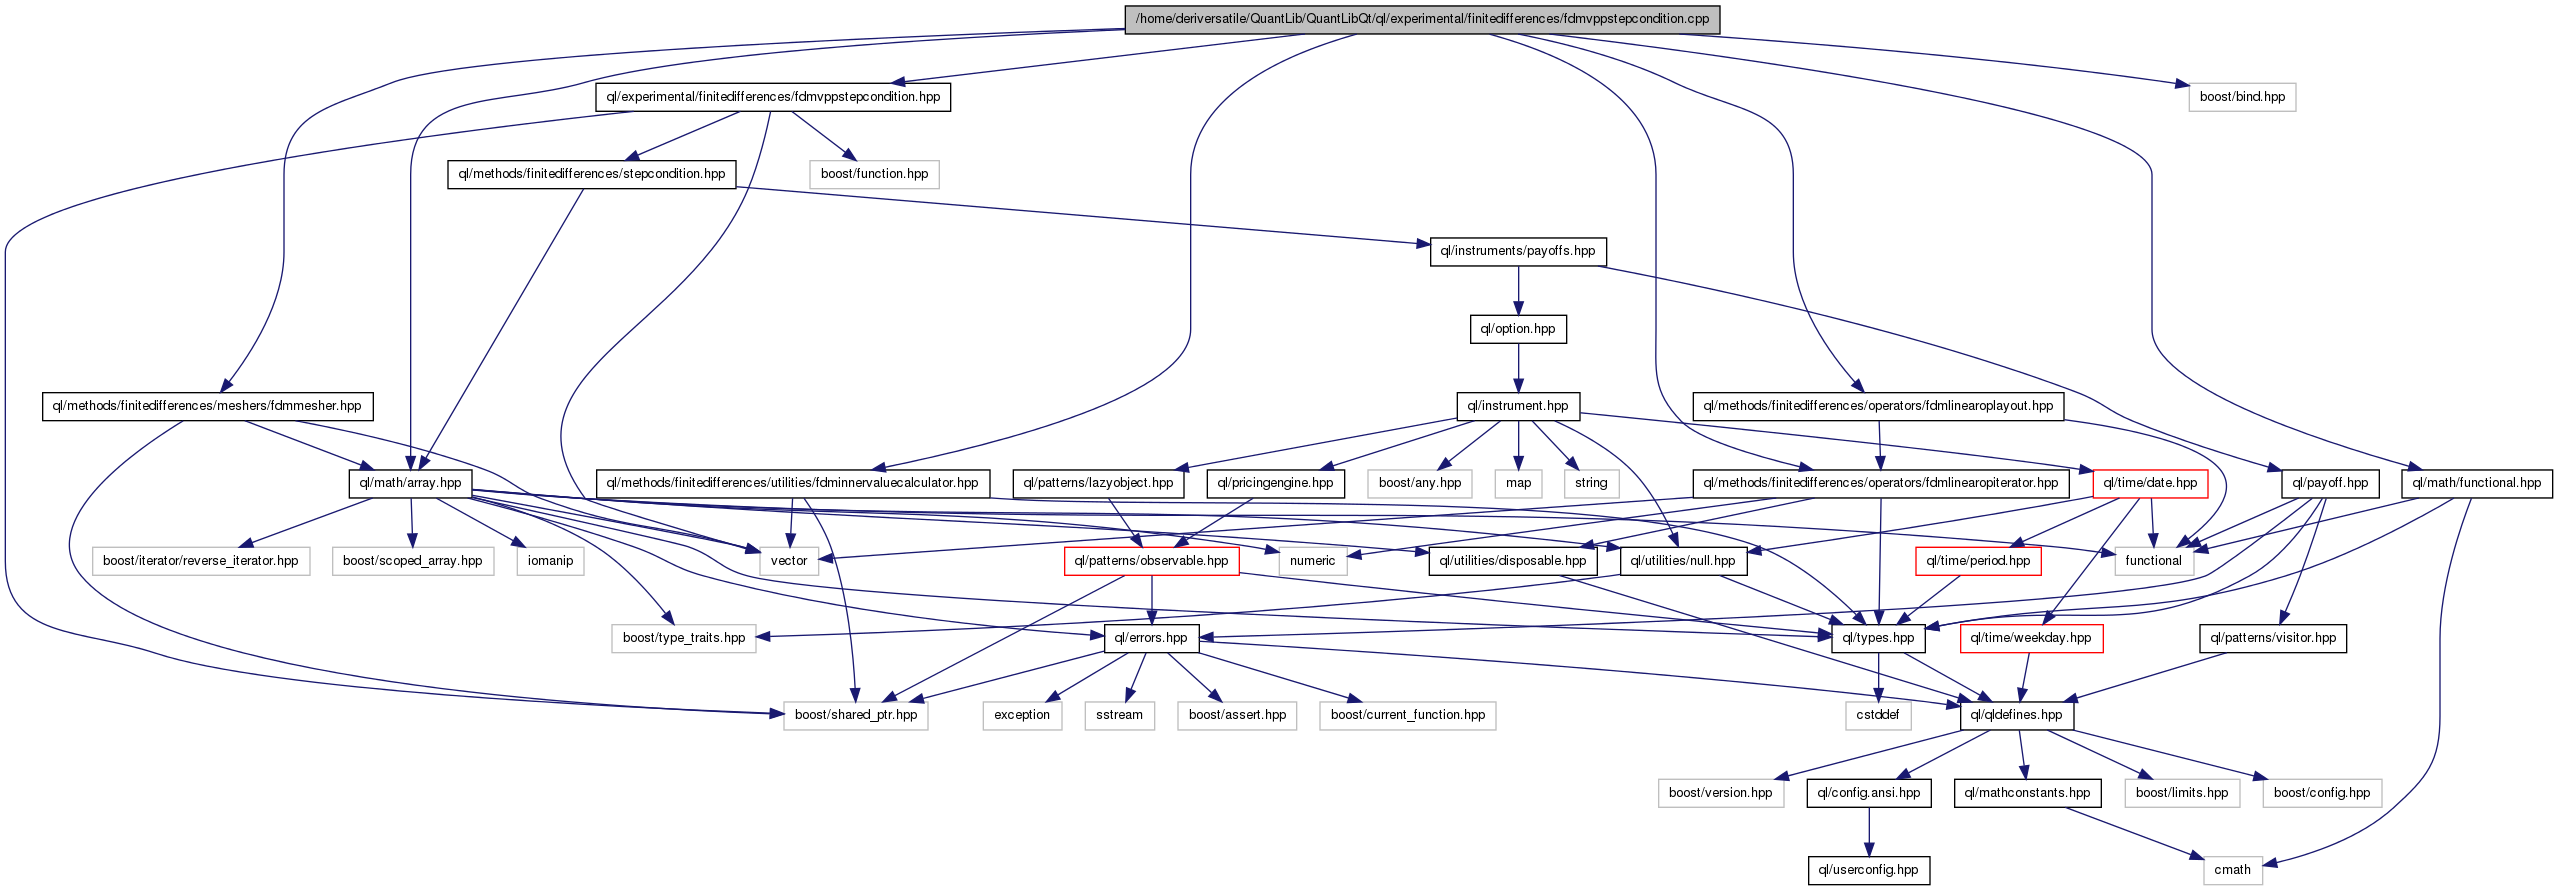 /home/deriversatile/QuantLib/QuantLibQt/ql/experimental/finitedifferences/fdmvppstepcondition.cpp
ql/experimental/finitedifferences/fdmvppstepcondition.hpp
boost/bind.hpp
ql/methods/finitedifferences/stepcondition.hpp
boost/function.hpp
ql/instruments/payoffs.hpp
ql/option.hpp
ql/methods/finitedifferences/meshers/fdmmesher.hpp
ql/instrument.hpp
ql/methods/finitedifferences/operators/fdmlinearoplayout.hpp
ql/math/array.hpp
ql/methods/finitedifferences/utilities/fdminnervaluecalculator.hpp
ql/patterns/lazyobject.hpp
ql/pricingengine.hpp
boost/any.hpp
map
string
ql/methods/finitedifferences/operators/fdmlinearopiterator.hpp
ql/time/date.hpp
ql/payoff.hpp
ql/math/functional.hpp
boost/iterator/reverse_iterator.hpp
boost/scoped_array.hpp
iomanip
vector
ql/patterns/observable.hpp
numeric
ql/utilities/disposable.hpp
ql/utilities/null.hpp
ql/time/period.hpp
functional
boost/type_traits.hpp
ql/errors.hpp
ql/types.hpp
ql/time/weekday.hpp
ql/patterns/visitor.hpp
boost/shared_ptr.hpp
exception
sstream
boost/assert.hpp
boost/current_function.hpp
cstddef
ql/qldefines.hpp
boost/version.hpp
ql/config.ansi.hpp
ql/mathconstants.hpp
boost/limits.hpp
boost/config.hpp
ql/userconfig.hpp
cmath